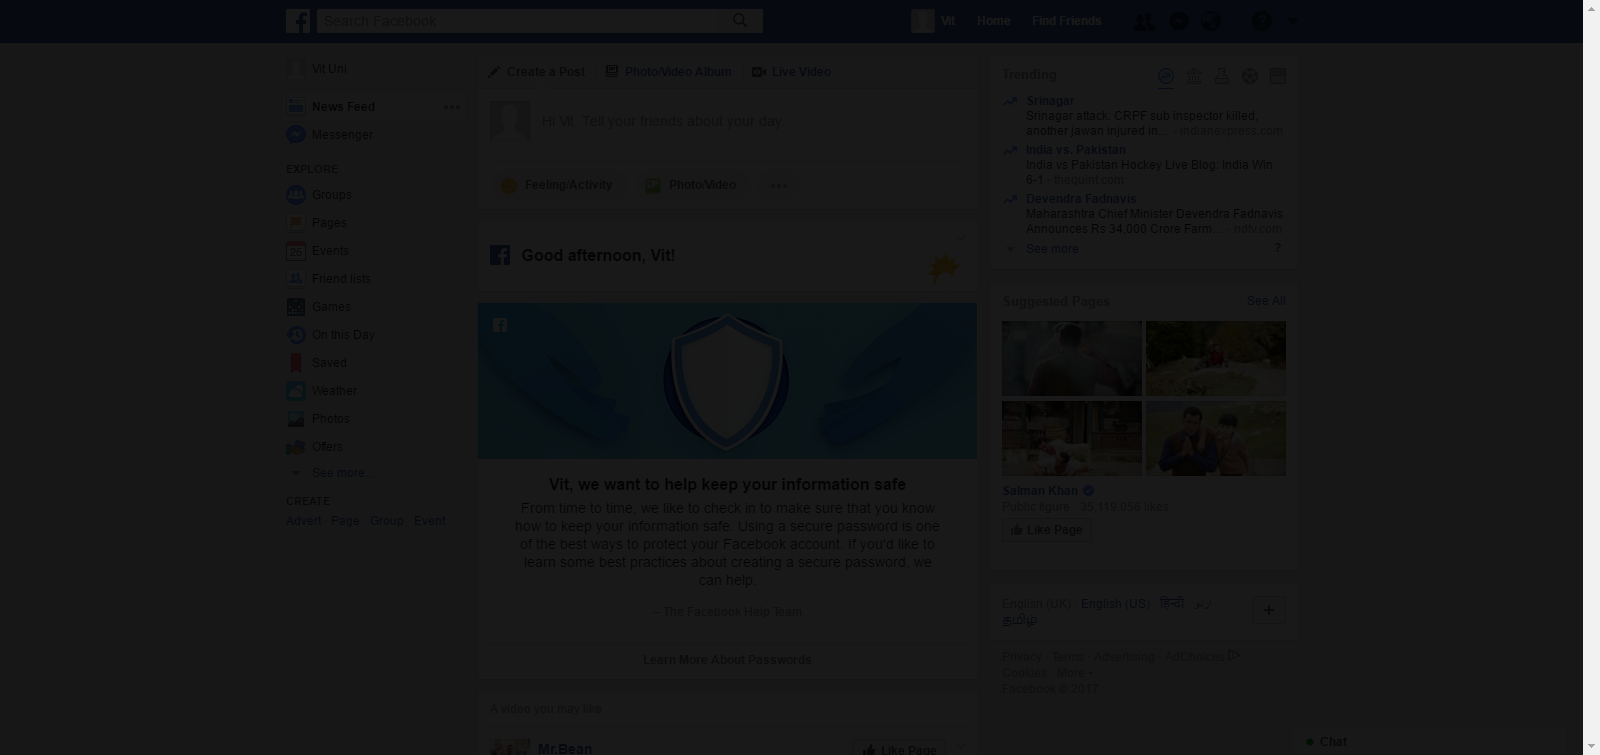 Search Facebook
Vit
Home
Find Friends
Vit Uni
News Feed
Messenger
EXPLORE
Groups
Pages
25 Events
Friend lists
Games
On this Day
Saved
Weather
Photos
Offers
See more...
CREATE
Advert Page Group Event
Create a Post
Photo/Video Album
Live Video
Hi Vit. Tell your friends about your day.
Feeling/Activity
Photo/Video
Good afternoon, Vit!
Vit, we want to help keep your information safe
From time to time, we like to check in to make sure that you know
how to keep your information safe. Using a secure password is one
of the best ways to protect your Facebook account. If you'd like to
learn some best practices about creating a secure password, we
can help.
– The Facebook Help Team
Learn More About Passwords
A video you may like
Mr.Bean
Like Page
Trending
Srinagar
Srinagar attack: CRPF sub inspector killed,
another jawan injured in... - indianexpress.com
India vs. Pakistan
India vs Pakistan Hockey Live Blog: India Win
6-1 - thequint.com
Devendra Fadnavis
Maharashtra Chief Minister Devendra Fadnavis
Announces Rs 34,000 Crore Farm... - ndtv.com
See more
?
Suggested Pages
See All
Salman Khan
Public figure · 35,119,056 likes
Like Page
English (UK) · English (US) · हिन्दी · اردو ·
தமிழ்
+
Privacy · Terms · Advertising · AdChoices
Cookies · More
Facebook © 2017
Chat